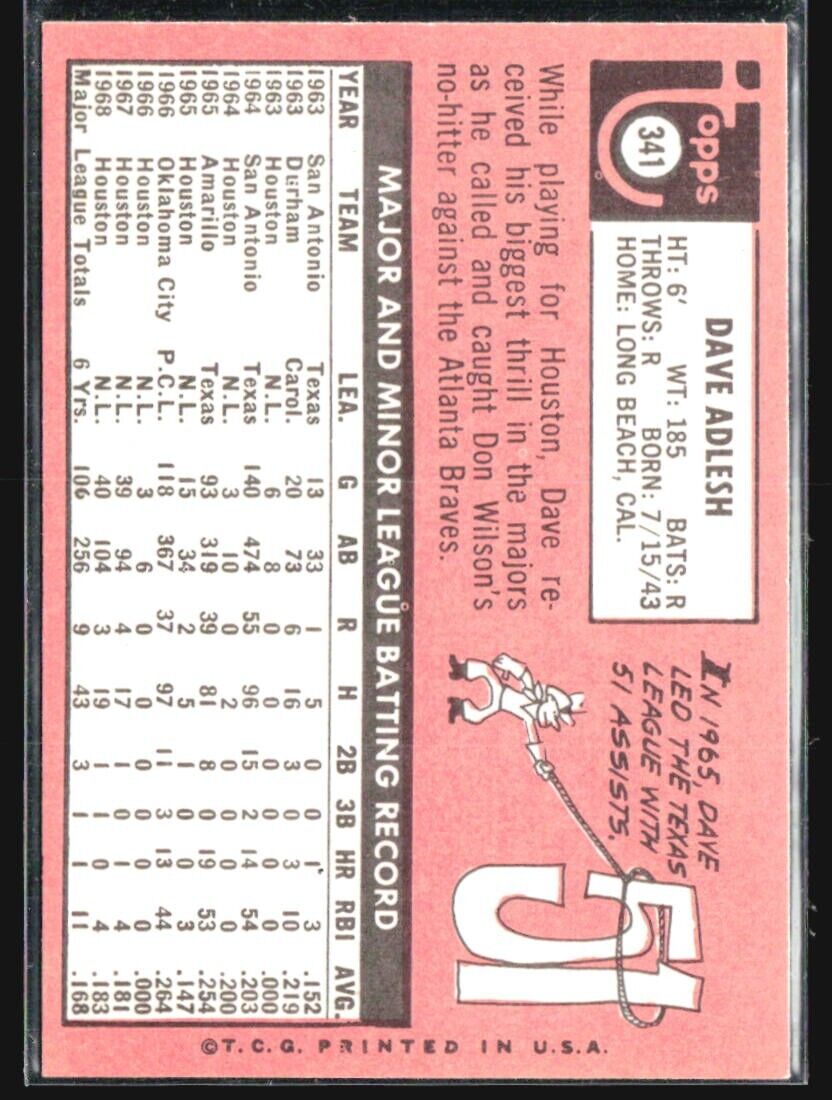 Topps
341
DAVE ADLESH
HT: 6' WT: 185 BATS: R
THROWS: R BORN: 7/15/43
HOME: LONG BEACH, CAL.
While playing for Houston, Dave re-
ceived his biggest thrill in the majors
as he called and caught Don Wilson's
no-hitter against the Atlanta Braves.
IN 1965, DAVE
LED THE TEXAS
LEAGUE WITH
51 ASSISTS.
51
MAJOR AND MINOR LEAGUE BATTING RECORD
YEAR TEAM LEA. G AB R H 2B 3B HR RBI AVG.
1963 San Antonio Texas 13 33 1 5 0 0 1 3 .152
1963 Durham Carol. 20 73 6 16 3 0 3 10 .219
1963 Houston N.L. 6 8 0 0 0 0 0 0 .000
1964 San Antonio Texas 140 474 55 96 15 2 14 54 .203
1964 Houston N.L. 3 10 0 2 0 0 0 0 .200
1965 Amarillo Texas 93 319 39 81 8 0 19 53 .254
1965 Houston N.L. 15 34 2 5 1 0 0 3 .147
1966 Oklahoma City P.C.L. 118 367 37 97 11 3 13 44 .264
1966 Houston N.L. 3 6 0 0 0 0 0 0 .000
1967 Houston N.L. 39 94 4 17 1 0 1 4 .181
1968 Houston N.L. 40 104 3 19 1 1 0 4 .183
Major League Totals 6 Yrs. 106 256 9 43 3 1 1 11 .168
©T.C.G. PRINTED IN U.S.A.